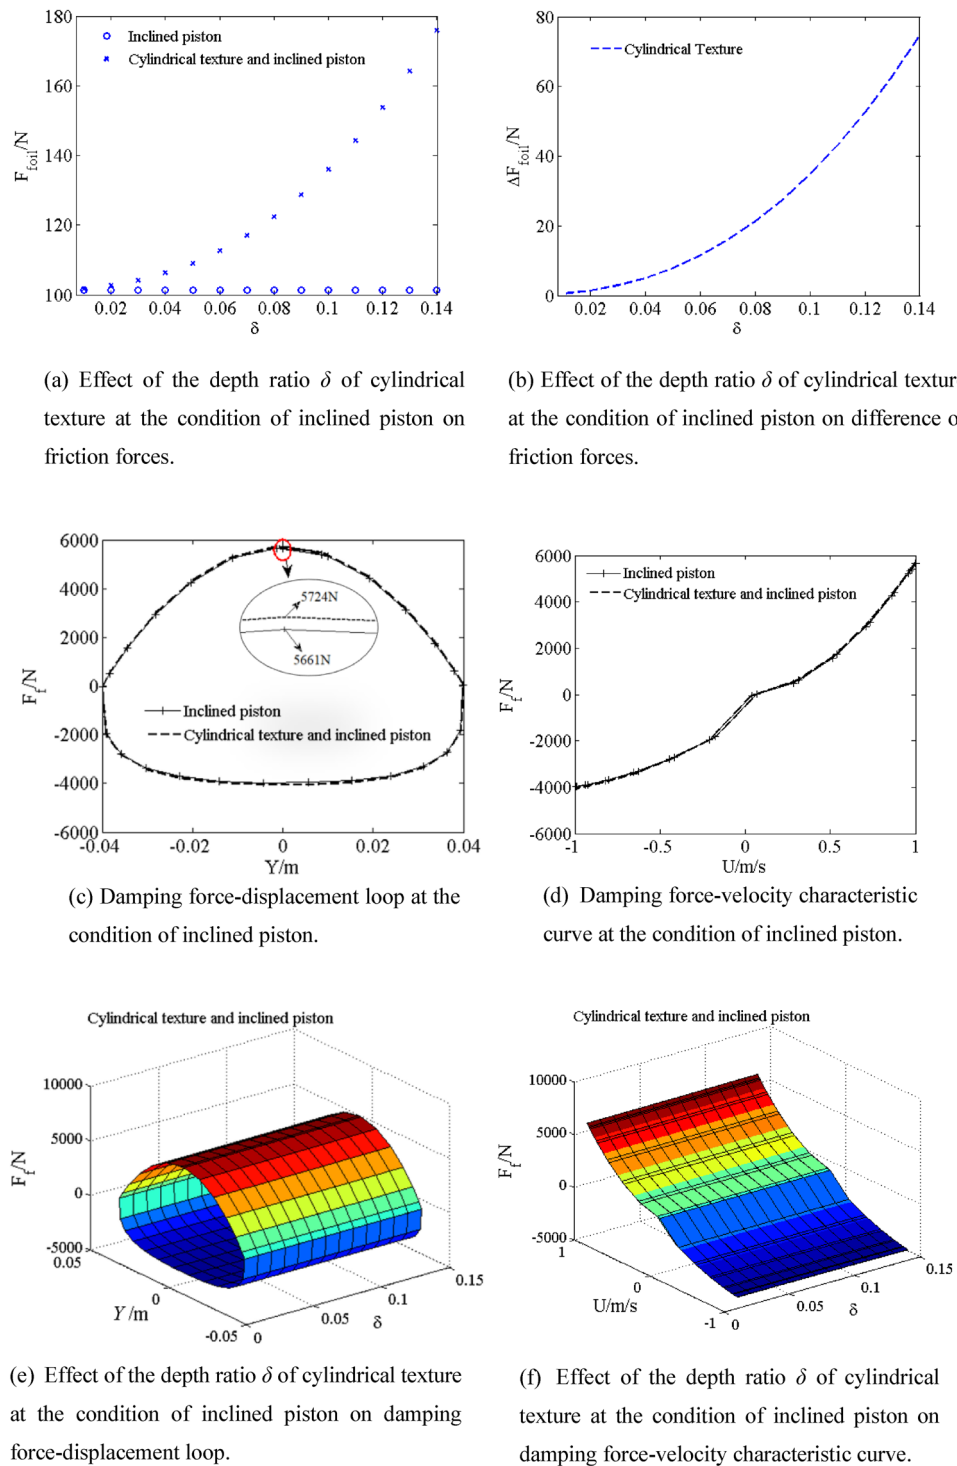 180
160
140
120
100
F_foil/N
Inclined piston
Cylindrical texture and inclined piston
0.02 0.04 0.06 0.08 0.1 0.12 0.14
δ
80
60
40
20
0
ΔF_foil/N
Cylindrical Texture
0.02 0.04 0.06 0.08 0.1 0.12 0.14
δ
(a) Effect of the depth ratio δ of cylindrical
texture at the condition of inclined piston on
friction forces.
(b) Effect of the depth ratio δ of cylindrical texture
at the condition of inclined piston on difference o
friction forces.
6000
4000
2000
0
-2000
-4000
-6000
F_f/N
5724N
5661N
Inclined piston
Cylindrical texture and inclined piston
-0.04 -0.02 0 0.02 0.04
Y/m
6000
4000
2000
0
-2000
-4000
-6000
F_f/N
Inclined piston
Cylindrical texture and inclined piston
-1 -0.5 0 0.5 1
U/m/s
(c) Damping force-displacement loop at the
condition of inclined piston.
(d) Damping force-velocity characteristic
curve at the condition of inclined piston.
Cylindrical texture and inclined piston
10000
5000
0
-5000
F_f/N
0.05
0
-0.05
Y /m
0
0.05
0.1
0.15
δ
Cylindrical texture and inclined piston
10000
5000
0
-5000
F_f/N
1
0
-1
U/m/s
0
0.05
0.1
0.15
δ
(e) Effect of the depth ratio δ of cylindrical texture
at the condition of inclined piston on damping
force-displacement loop.
(f) Effect of the depth ratio δ of cylindrical
texture at the condition of inclined piston on
damping force-velocity characteristic curve.